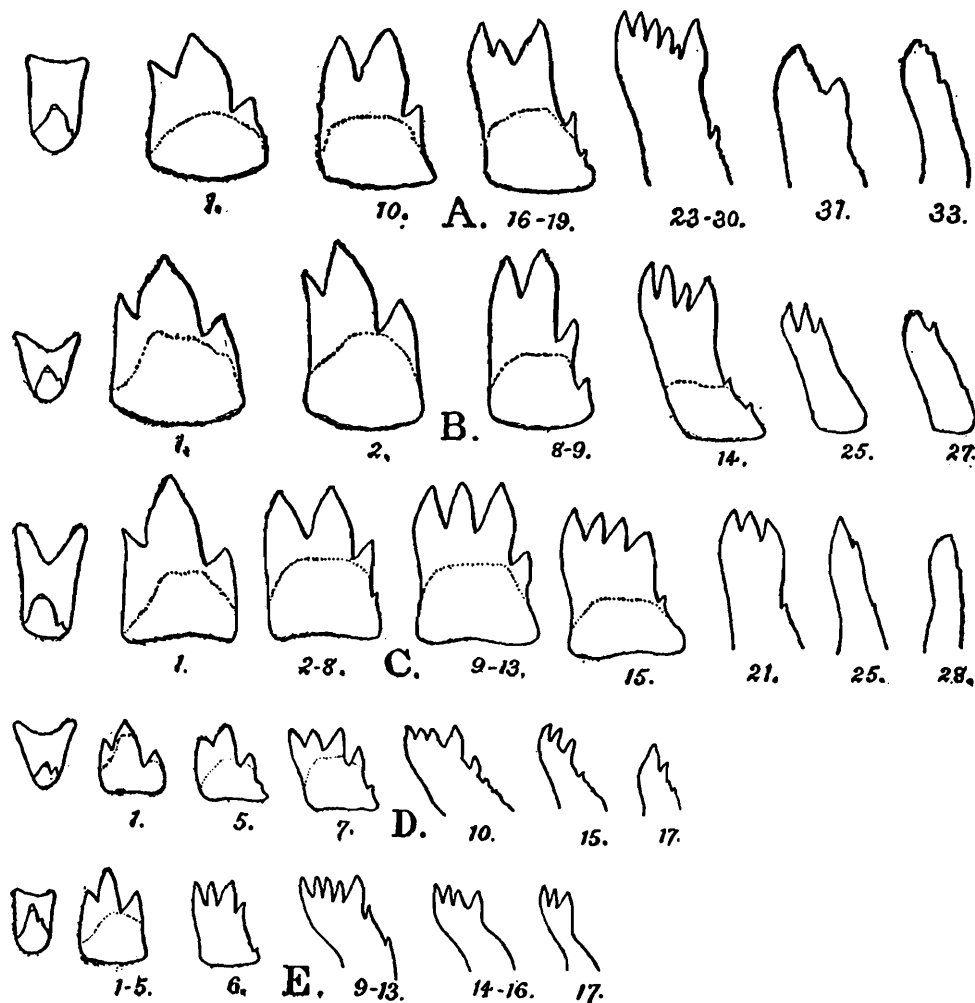 1. 10. A. 16-19. 23-30. 31. 33.
1. 2. B. 8-9. 14. 25. 27.
1. 2-8. C. 9-13. 15. 21. 25. 28.
1. 5. 7. D. 10. 15. 17.
1-5. 6. E. 9-13. 14-16. 17.